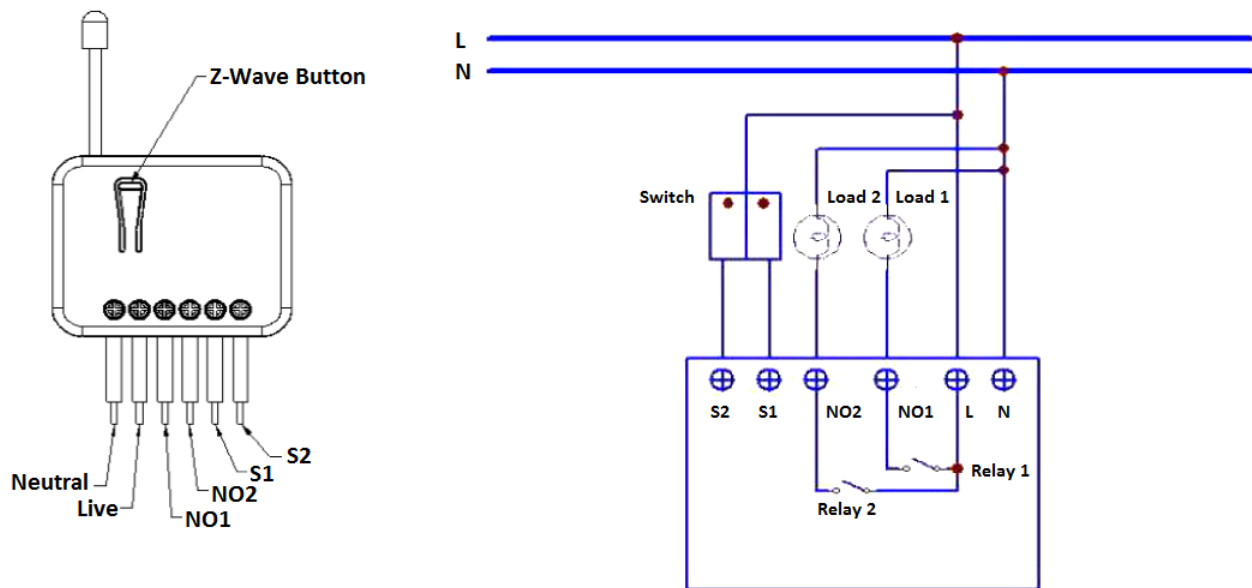 Z-Wave Button
Neutral
Live
NO1
NO2
S1
S2
L
N
Switch
Load 2
Load 1
S2
S1
NO2
NO1
L
N
Relay 1
Relay 2